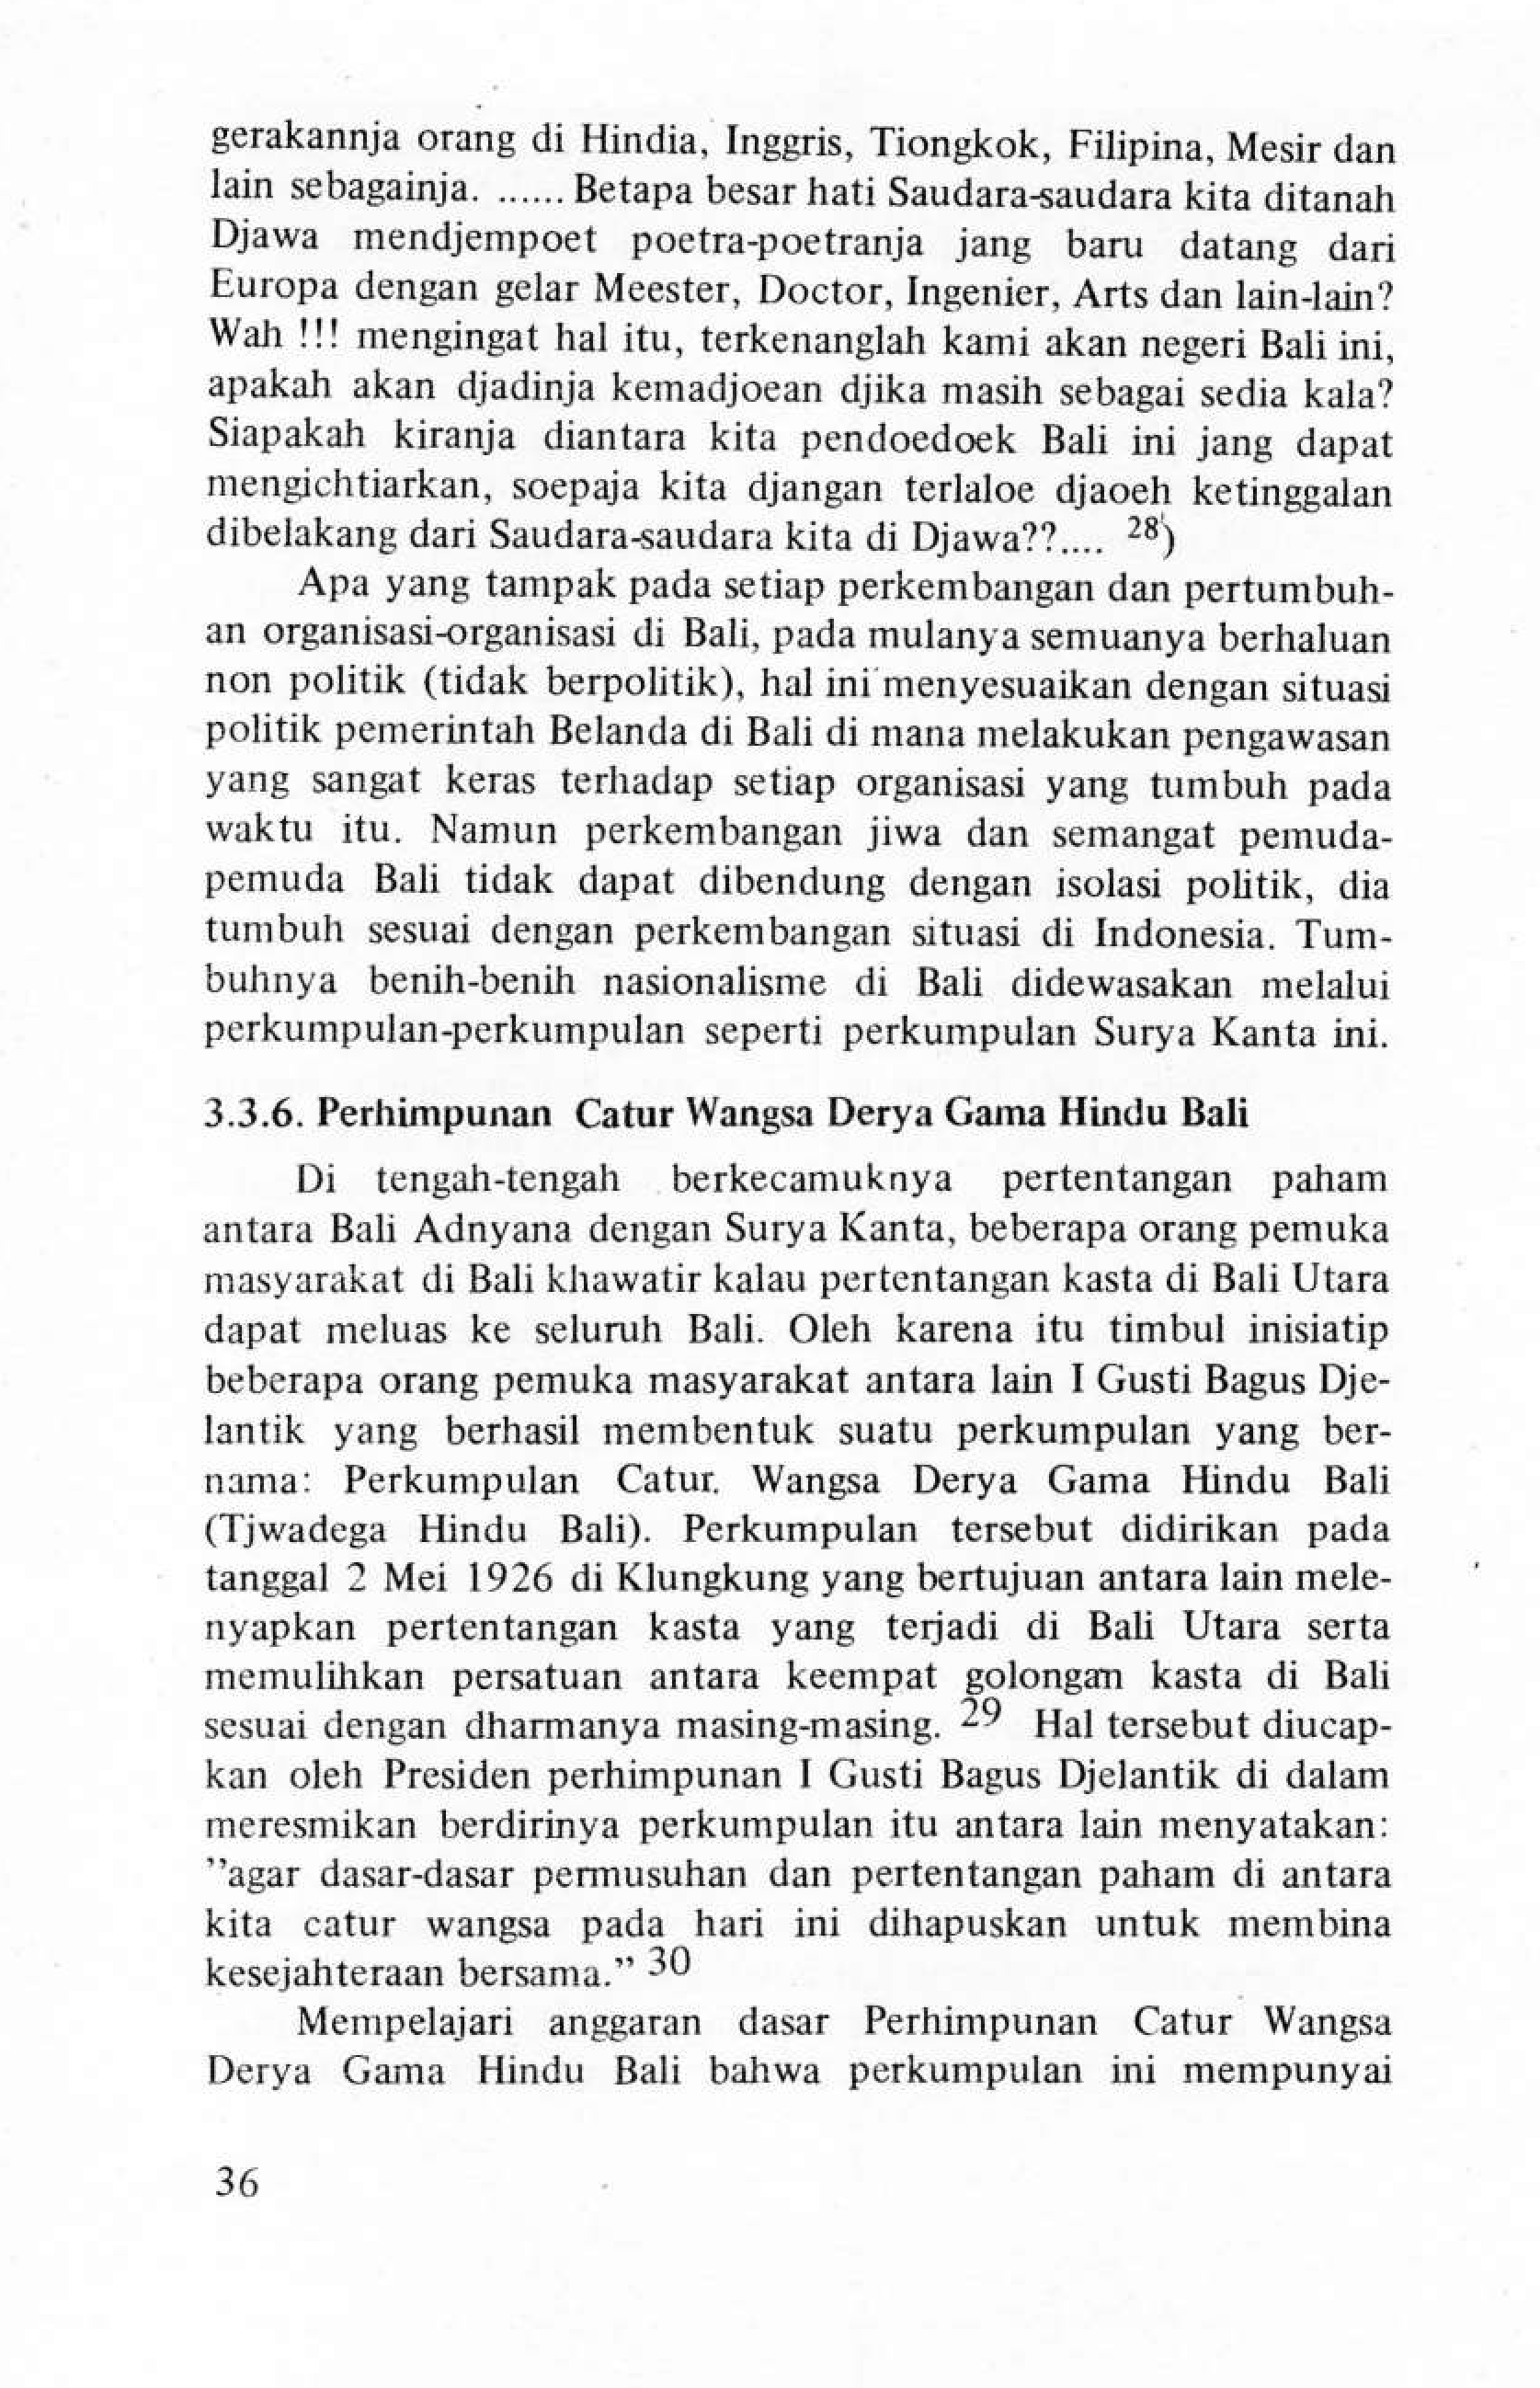 gerakannja orang di Hindia, Inggris, Tiongkok, Filipina, Mesir dan
lain sebagainja. ...... Betapa besar hati Saudara-saudara kita ditanah
Djawa mendjempoet poetra-poetranja jang baru datang dari
Europa dengan gelar Meester, Doctor, Ingenier, Arts dan lain-lain?
Wah !!! mengingat hal itu, terkenanglah kami akan negeri Bali ini,
apakah akan djadinja kemadjoean djika masih sebagai sedia kala?
Siapakah kiranja diantara kita pendoedoek Bali ini jang dapat
mengichtiarkan, soepaja kita djangan terlaloe djaoeh ketinggalan
dibelakang dari Saudara-saudara kita di Djawa??.... 28)
Apa yang tampak pada setiap perkembangan dan pertumbuh-
an organisasi-organisasi di Bali, pada mulanya semuanya berhaluan
non politik (tidak berpolitik), hal ini menyesuaikan dengan situasi
politik pemerintah Belanda di Bali di mana melakukan pengawasan
yang sangat keras terhadap setiap organisasi yang tumbuh pada
waktu itu. Namun perkembangan jiwa dan semangat pemuda-
pemuda Bali tidak dapat dibendung dengan isolasi politik, dia
tumbuh sesuai dengan perkembangan situasi di Indonesia. Tum-
buhnya benih-benih nasionalisme di Bali didewasakan melalui
perkumpulan-perkumpulan seperti perkumpulan Surya Kanta ini.
3.3.6. Perhimpunan Catur Wangsa Derya Gama Hindu Bali
Di tengah-tengah berkecamuknya pertentangan paham
antara Bali Adnyana dengan Surya Kanta, beberapa orang pemuka
masyarakat di Bali khawatir kalau pertentangan kasta di Bali Utara
dapat meluas ke seluruh Bali. Oleh karena itu timbul inisiatip
beberapa orang pemuka masyarakat antara lain I Gusti Bagus Dje-
lantik yang berhasil membentuk suatu perkumpulan yang ber-
nama: Perkumpulan Catur. Wangsa Derya Gama Hindu Bali
(Tjwadega Hindu Bali). Perkumpulan tersebut didirikan pada
tanggal 2 Mei 1926 di Klungkung yang bertujuan antara lain mele-
nyapkan pertentangan kasta yang terjadi di Bali Utara serta
memulihkan persatuan antara keempat golongan kasta di Bali
sesuai dengan dharmanya masing-masing. 29 Hal tersebut diucap-
kan oleh Presiden perhimpunan I Gusti Bagus Djelantik di dalam
meresmikan berdirinya perkumpulan itu antara lain menyatakan:
”agar dasar-dasar permusuhan dan pertentangan paham di antara
kita catur wangsa pada hari ini dihapuskan untuk membina
kesejahteraan bersama.” 30
Mempelajari anggaran dasar Perhimpunan Catur Wangsa
Derya Gama Hindu Bali bahwa perkumpulan ini mempunyai
36